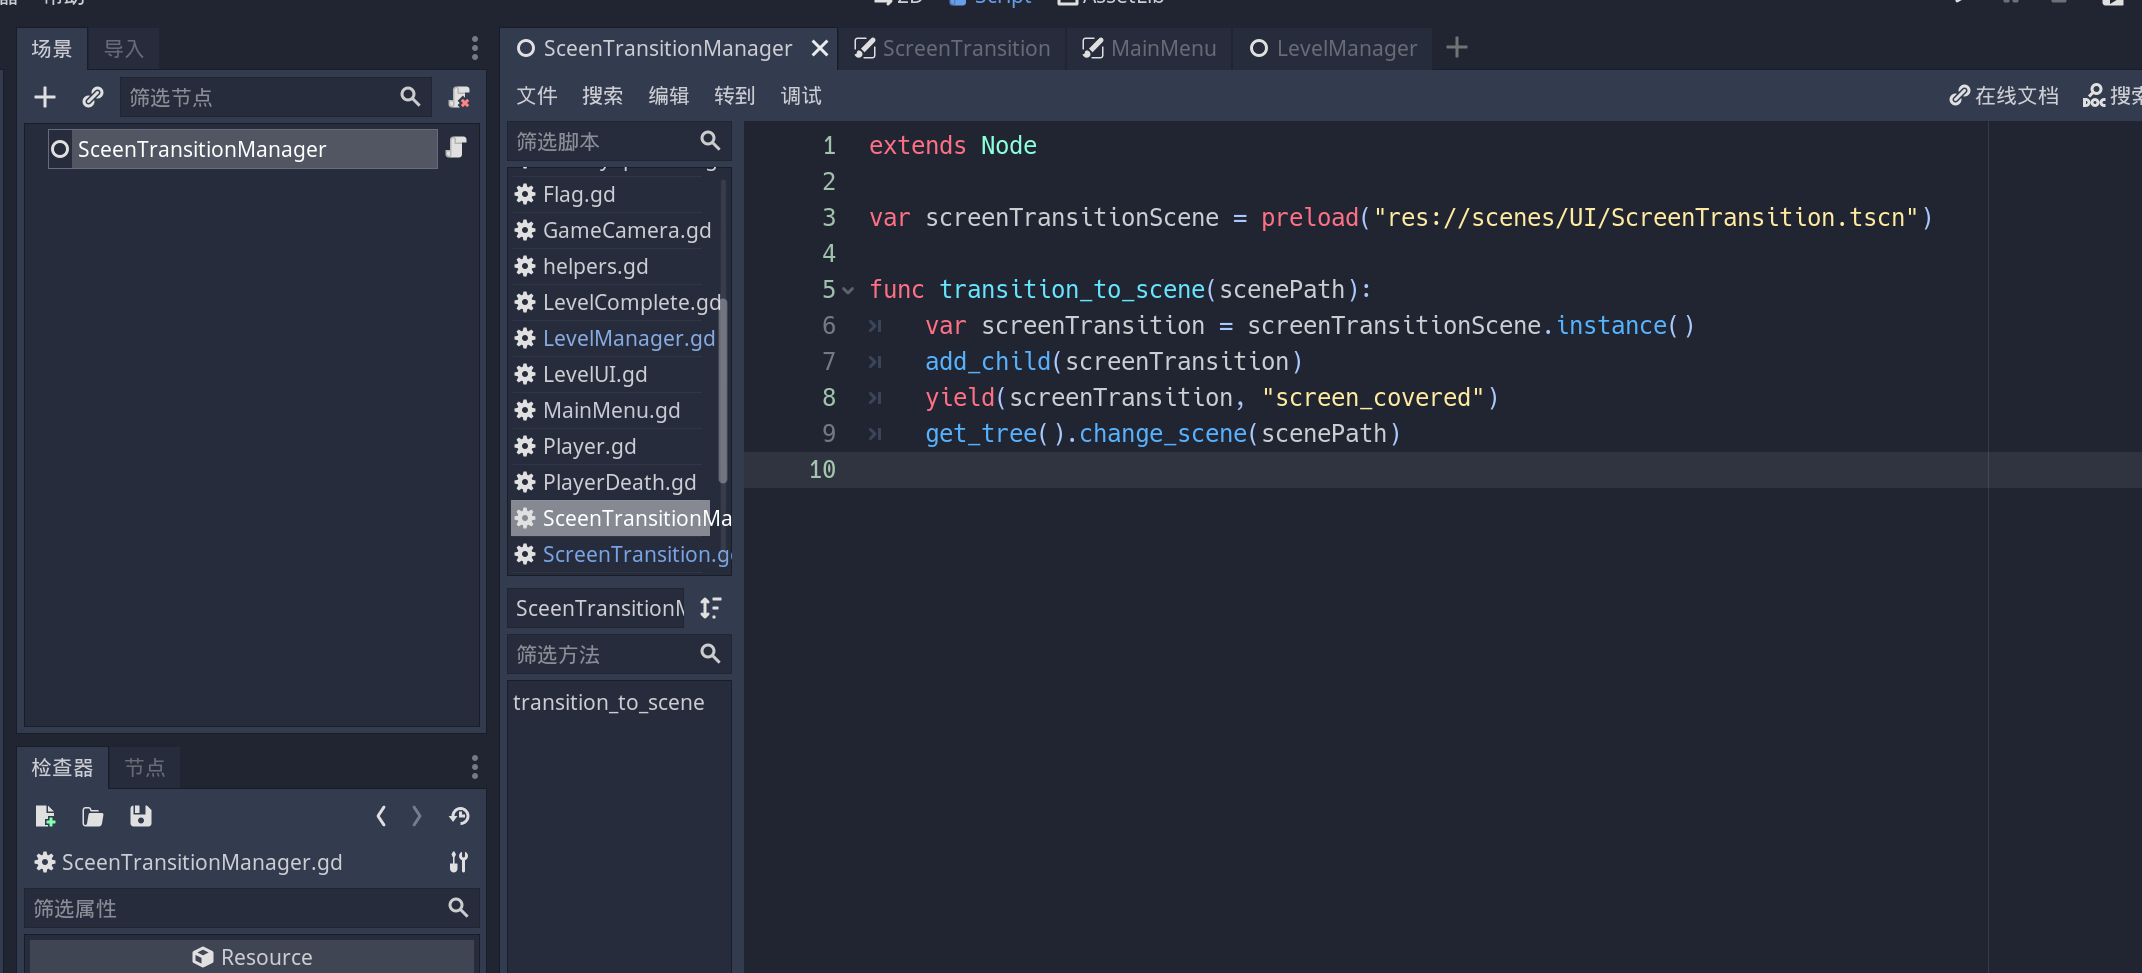 帮助
2D Script AssetLib
场景 导入
筛选节点
SceenTransitionManager
SceenTransitionManager ScreenTransition MainMenu LevelManager
文件 搜索 编辑 转到 调试
在线文档 搜索
筛选脚本
Flag.gd
GameCamera.gd
helpers.gd
LevelComplete.gd
LevelManager.gd
LevelUI.gd
MainMenu.gd
Player.gd
PlayerDeath.gd
SceenTransitionMa
ScreenTransition.g
SceenTransitionM
筛选方法
transition_to_scene
1 extends Node
2
3 var screenTransitionScene = preload("res://scenes/UI/ScreenTransition.tscn")
4
5 func transition_to_scene(scenePath):
6 var screenTransition = screenTransitionScene.instance()
7 add_child(screenTransition)
8 yield(screenTransition, "screen_covered")
9 get_tree().change_scene(scenePath)
10
检查器 节点
SceenTransitionManager.gd
筛选属性
Resource